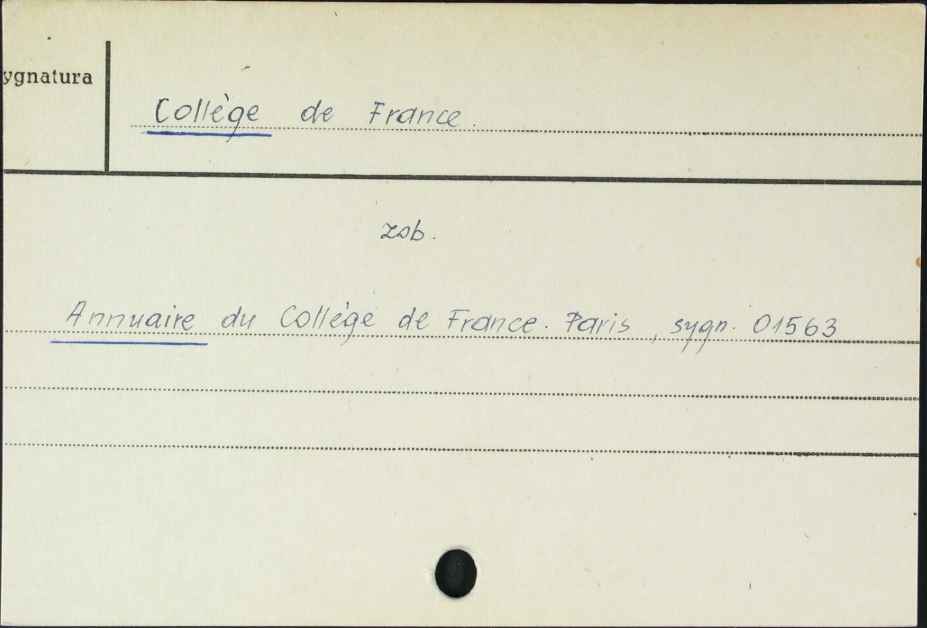 ygnatura
Collège de France.
zob.
Annuaire du Collège de France. Paris, sygn. 01563